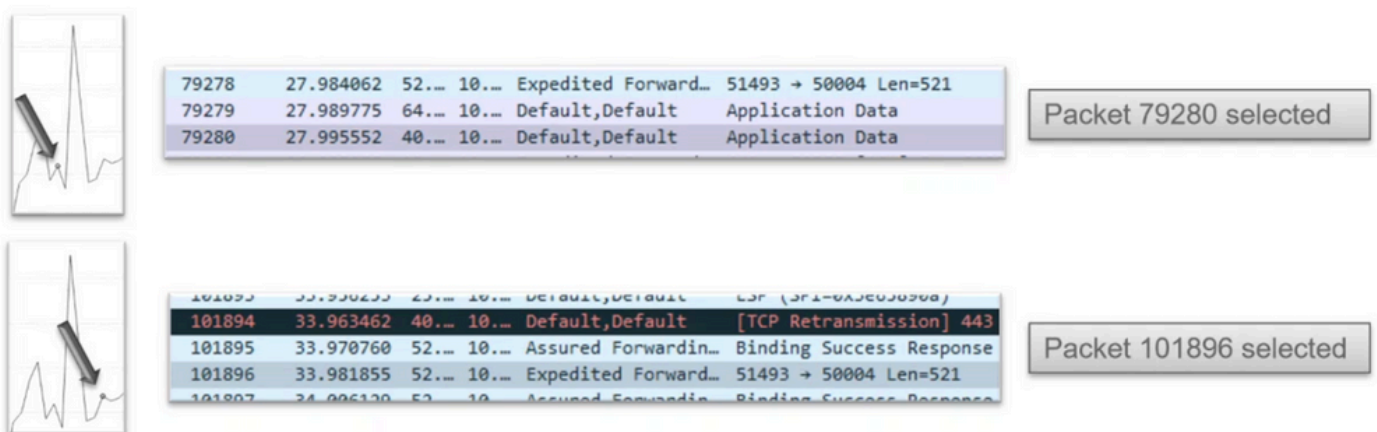 79278 27.984062 52.… 10.… Expedited Forward… 51493 → 50004 Len=521
79279 27.989775 64.… 10.… Default,Default Application Data
79280 27.995552 40.… 10.… Default,Default Application Data
Packet 79280 selected
101894 33.963462 40.… 10.… Default,Default [TCP Retransmission] 443
101895 33.970760 52.… 10.… Assured Forwardin… Binding Success Response
101896 33.981855 52.… 10.… Expedited Forward… 51493 → 50004 Len=521
Packet 101896 selected